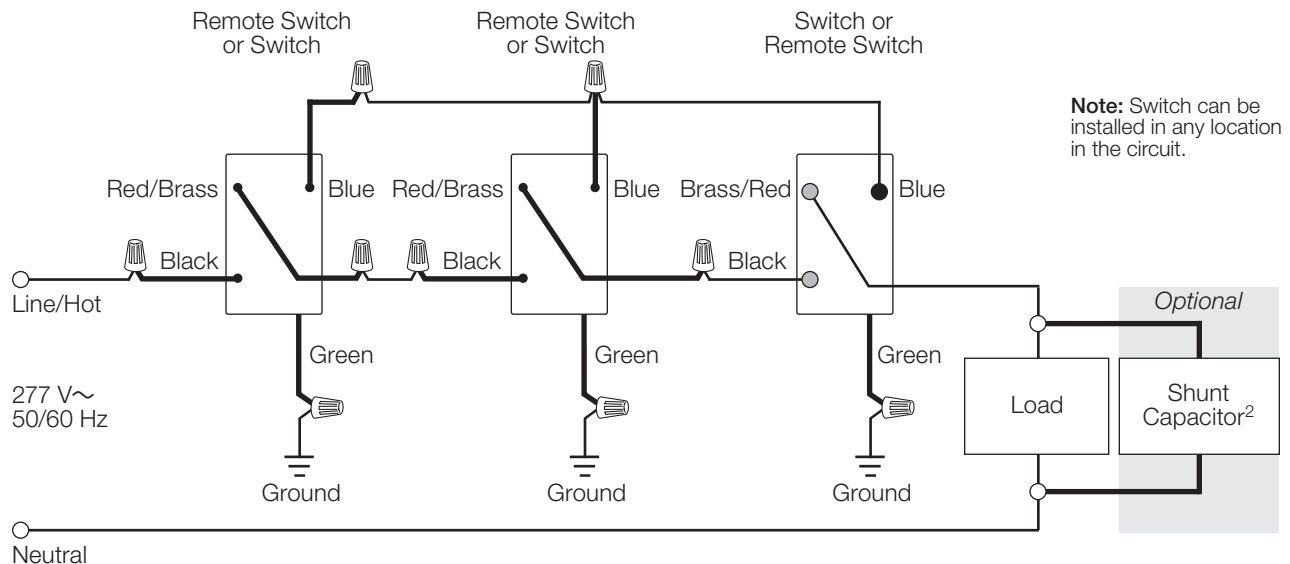 Remote Switch
or Switch
Remote Switch
or Switch
Switch or
Remote Switch
Note: Switch can be
installed in any location
in the circuit.
Red/Brass
Blue
Red/Brass
Blue
Brass/Red
Blue
Black
Black
Black
Line/Hot
Optional
Green
Green
Green
277 V~
50/60 Hz
Load
Shunt
Capacitor²
Ground
Ground
Ground
Neutral